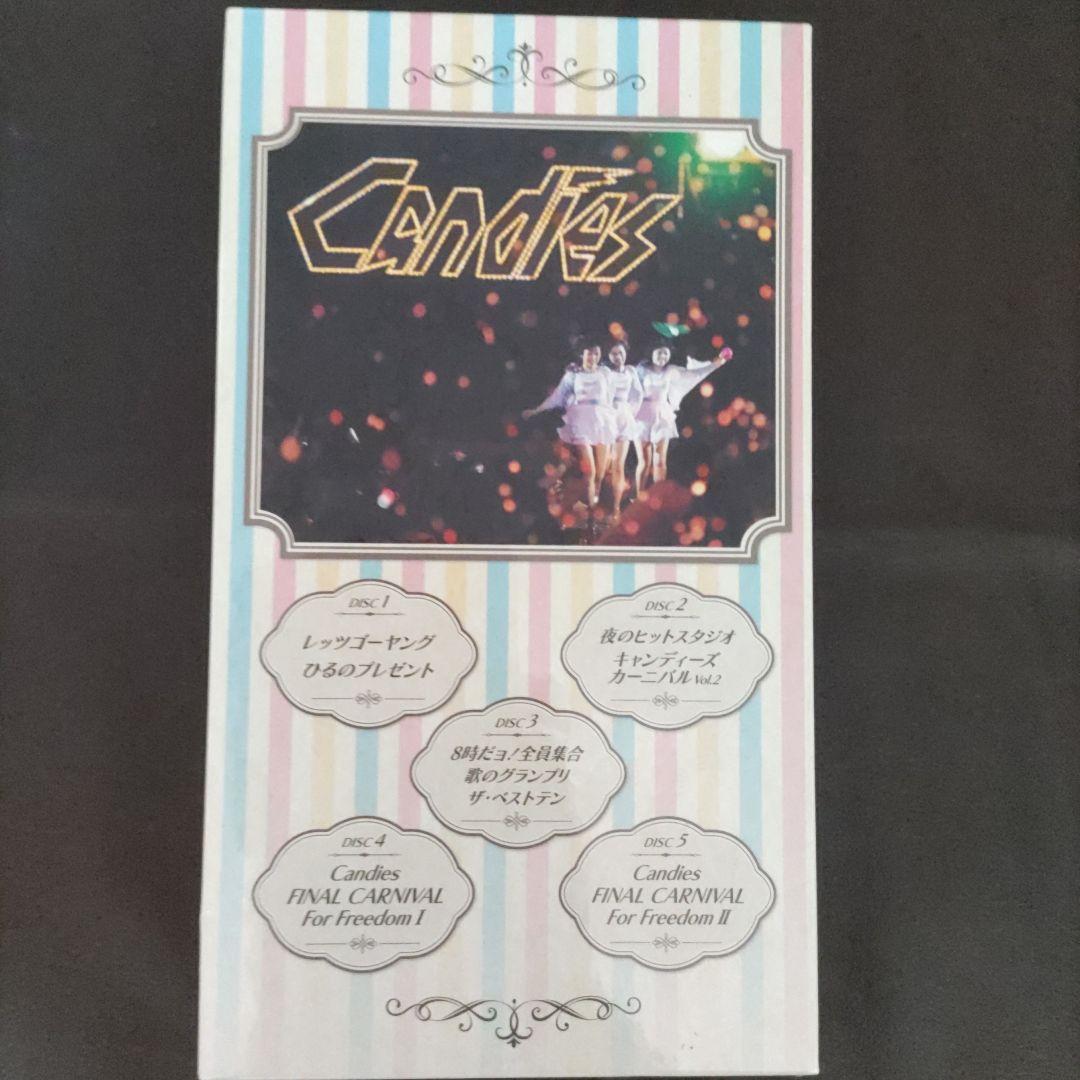 Candies
DISC 1
レッツゴーヤング
ひるのプレゼント
DISC 2
夜のヒットスタジオ
キャンディーズ
カーニバル Vol.2
DISC 3
8時だョ!全員集合
歌のグランプリ
ザ・ベストテン
DISC 4
Candies
FINAL CARNIVAL
For Freedom I
DISC 5
Candies
FINAL CARNIVAL
For Freedom II